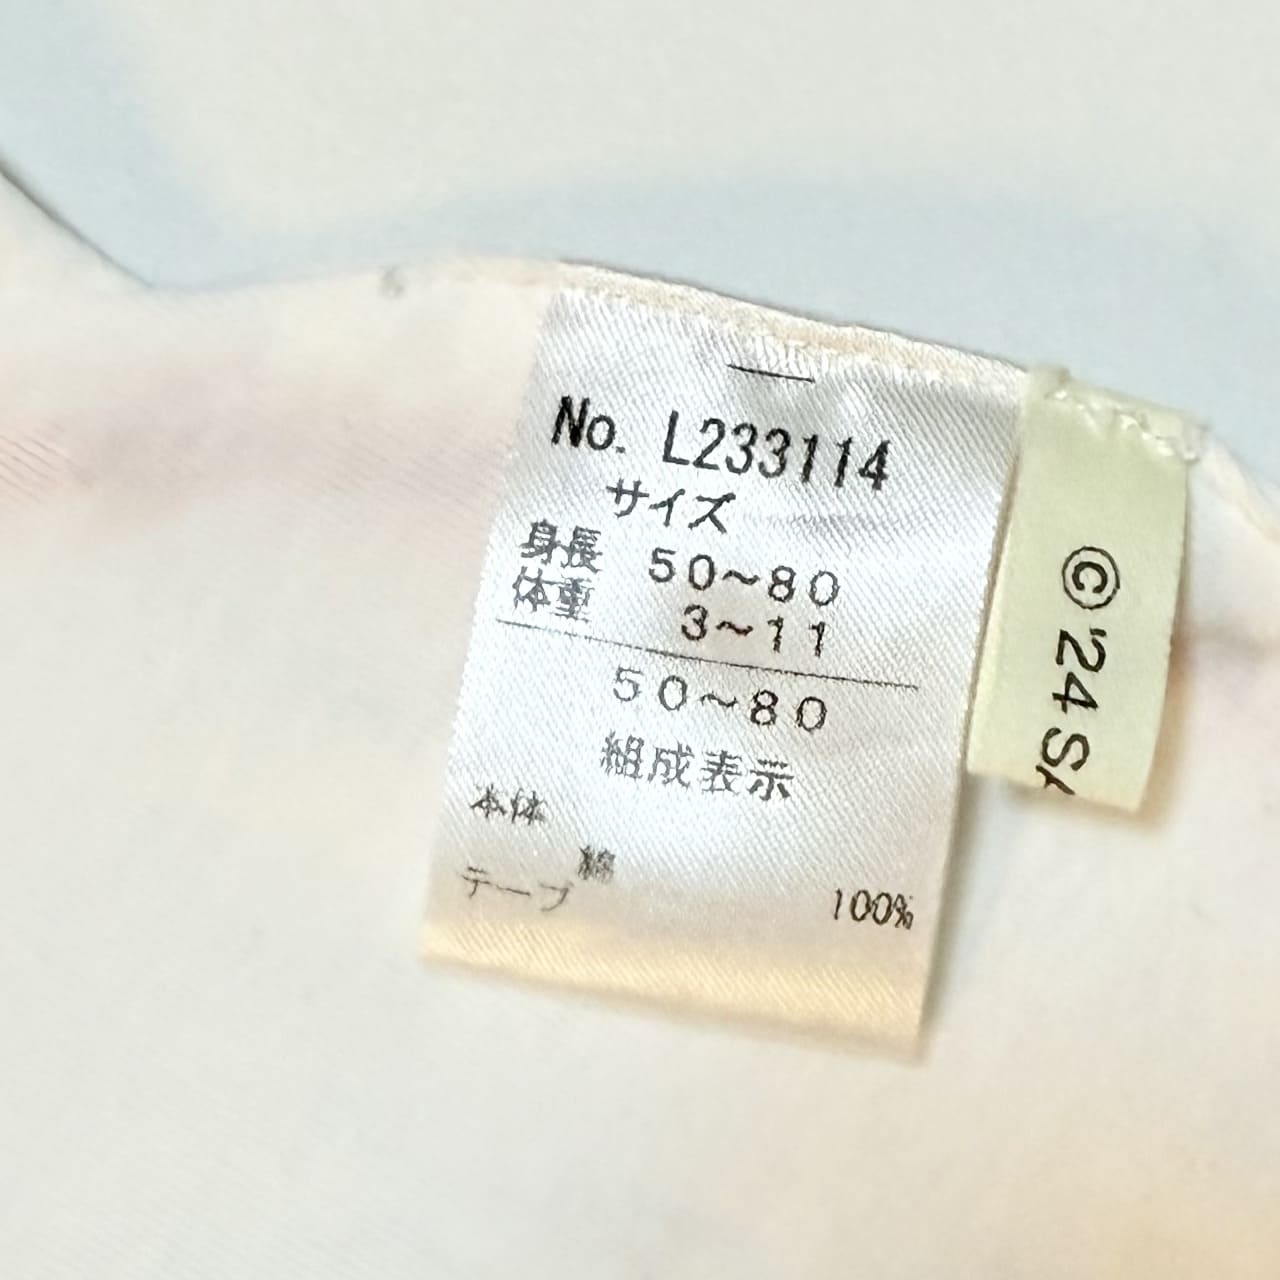 No. L233114
サイズ
身長 50~80
体重 3~11
50~80
組成表示
本体
綿
テープ 100%
©'24 SA